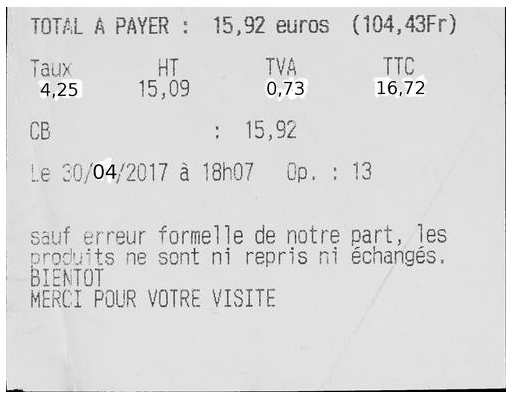 TOTAL A PAYER : 15,92 euros (104,43Fr)
Taux HT TVA TTC
4,25 15,09 0,73 16,72
CB : 15,92
Le 30/04/2017 à 18h07 Op. : 13
sauf erreur formelle de notre part, les
produits ne sont ni repris ni échangés.
BIENTOT
MERCI POUR VOTRE VISITE